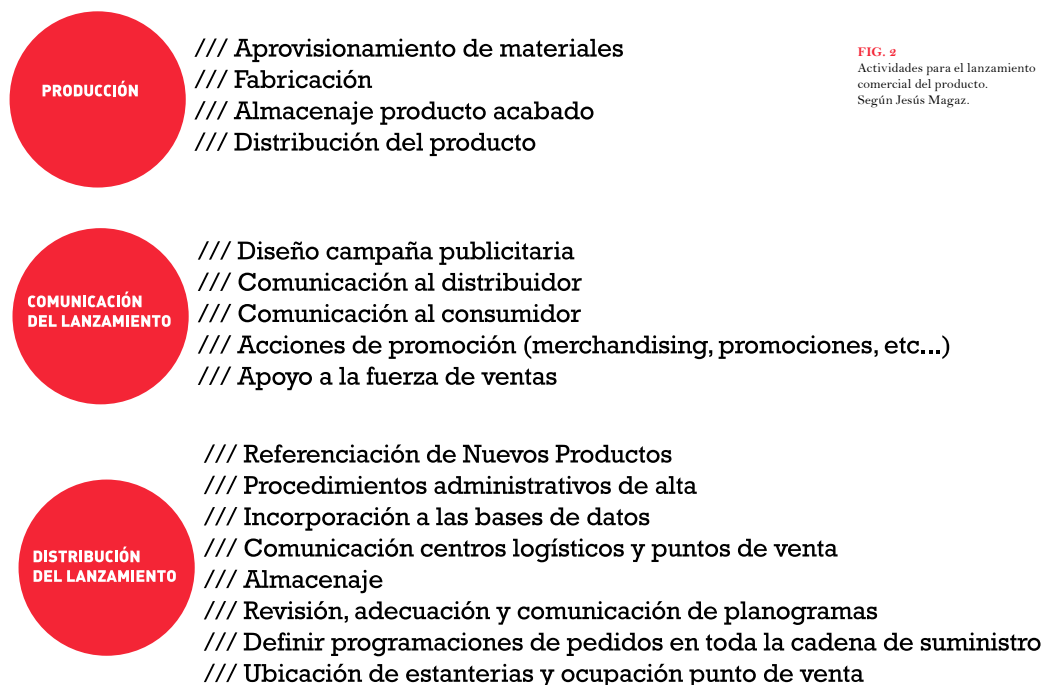 PRODUCCIÓN
/// Aprovisionamiento de materiales
/// Fabricación
/// Almacenaje producto acabado
/// Distribución del producto
FIG. 2
Actividades para el lanzamiento
comercial del producto.
Según Jesús Magaz.
COMUNICACIÓN
DEL LANZAMIENTO
/// Diseño campaña publicitaria
/// Comunicación al distribuidor
/// Comunicación al consumidor
/// Acciones de promoción (merchandising, promociones, etc...)
/// Apoyo a la fuerza de ventas
DISTRIBUCIÓN
DEL LANZAMIENTO
/// Referenciación de Nuevos Productos
/// Procedimientos administrativos de alta
/// Incorporación a las bases de datos
/// Comunicación centros logísticos y puntos de venta
/// Almacenaje
/// Revisión, adecuación y comunicación de planogramas
/// Definir programaciones de pedidos en toda la cadena de suministro
/// Ubicación de estanterias y ocupación punto de venta